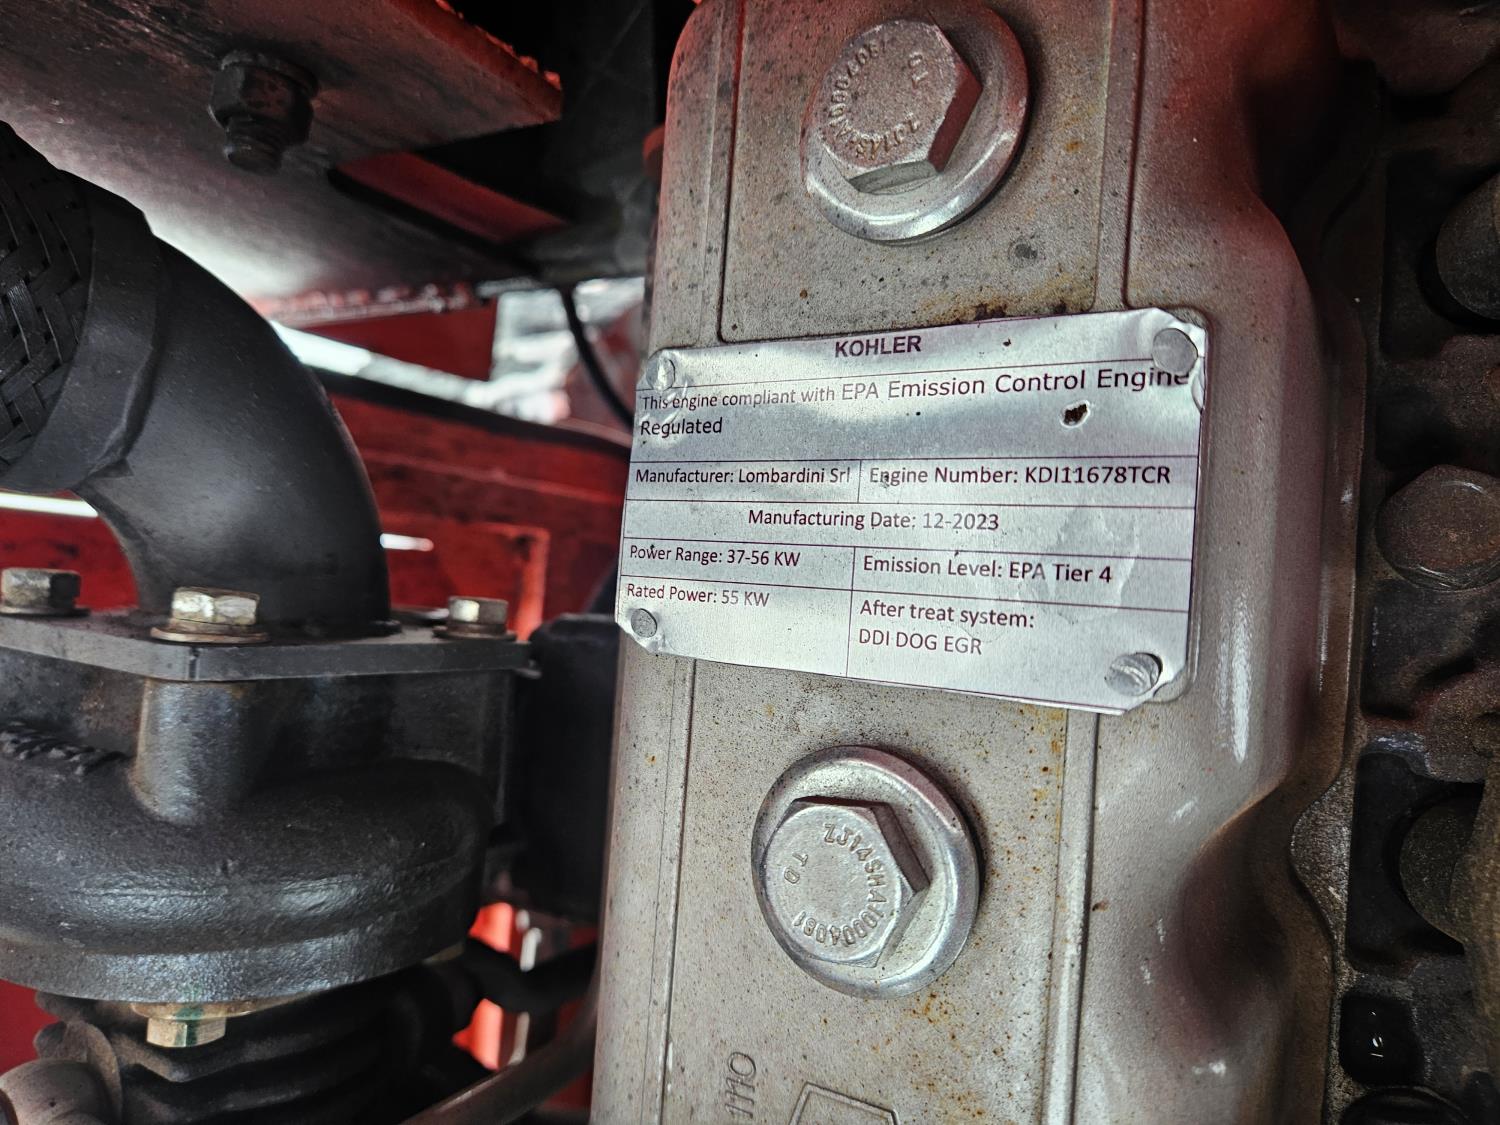 KOHLER
This engine compliant with EPA Emission Control Engine
Regulated
Manufacturer: Lombardini Srl
Engine Number: KDI11678TCR
Manufacturing Date: 12-2023
Power Range: 37-56 KW
Emission Level: EPA Tier 4
Rated Power: 55 KW
After treat system:
DDI DOG EGR
ZJ14SHA100040B1
TD